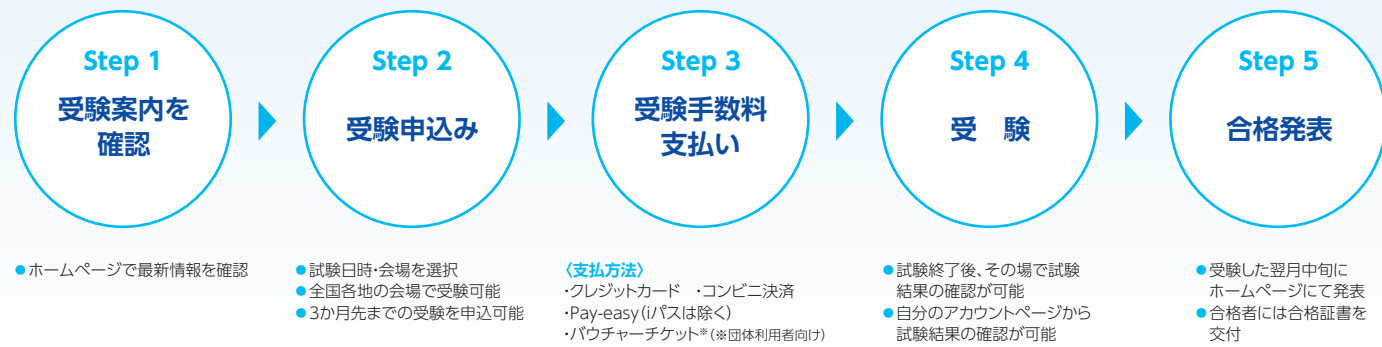 Step 1
受験案内を
確認
●ホームページで最新情報を確認
Step 2
受験申込み
●試験日時・会場を選択
●全国各地の会場で受験可能
●3か月先までの受験を申込可能
Step 3
受験手数料
支払い
〈支払方法〉
・クレジットカード ・コンビニ決済
・Pay-easy(iパスは除く)
・バウチャーチケット※(※団体利用者向け)
Step 4
受 験
●試験終了後、その場で試験
結果の確認が可能
●自分のアカウントページから
試験結果の確認が可能
Step 5
合格発表
●受験した翌月中旬に
ホームページにて発表
●合格者には合格証書を
交付